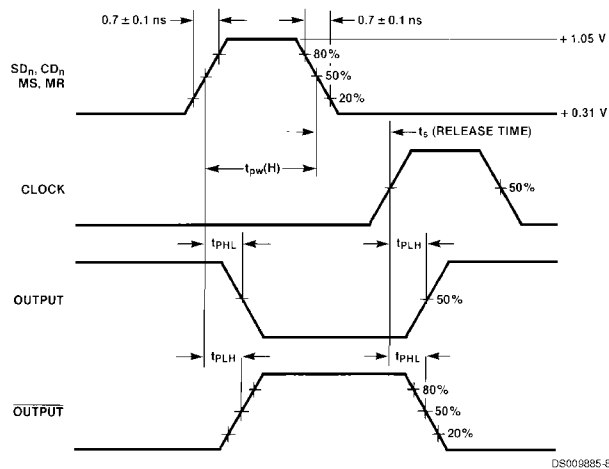 0.7 ± 0.1 ns
0.7 ± 0.1 ns
+ 1.05 V
SDn, CDn
MS, MR
80%
50%
20%
+ 0.31 V
ts (RELEASE TIME)
tpw(H)
CLOCK
50%
tPHL
tPLH
OUTPUT
50%
tPLH
tPHL
80%
OUTPUT
50%
20%
DS009885-8